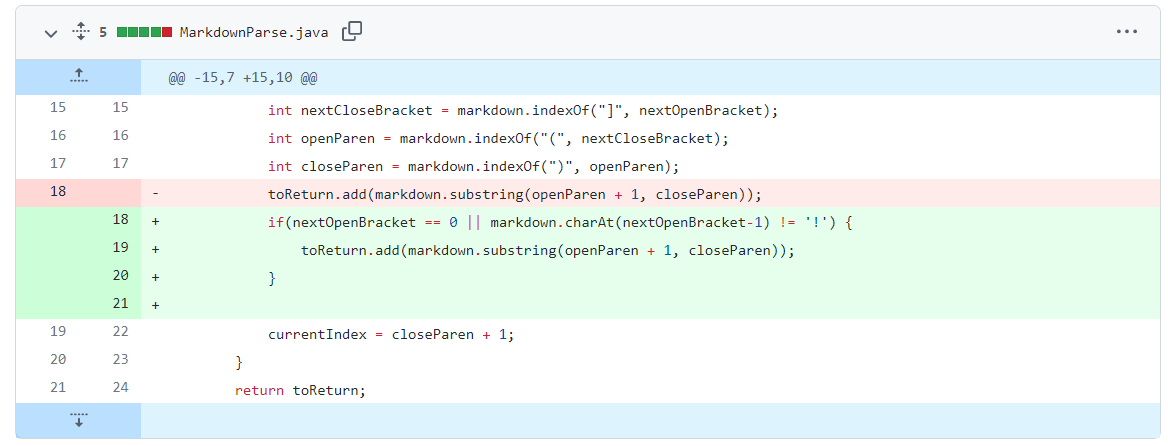 5 MarkdownParse.java
@@ -15,7 +15,10 @@
15 15 int nextCloseBracket = markdown.indexOf("]", nextOpenBracket);
16 16 int openParen = markdown.indexOf("(", nextCloseBracket);
17 17 int closeParen = markdown.indexOf(")", openParen);
18 - toReturn.add(markdown.substring(openParen + 1, closeParen));
18 + if(nextOpenBracket == 0 || markdown.charAt(nextOpenBracket-1) != '!') {
19 + toReturn.add(markdown.substring(openParen + 1, closeParen));
20 + }
21 +
19 22 currentIndex = closeParen + 1;
20 23 }
21 24 return toReturn;